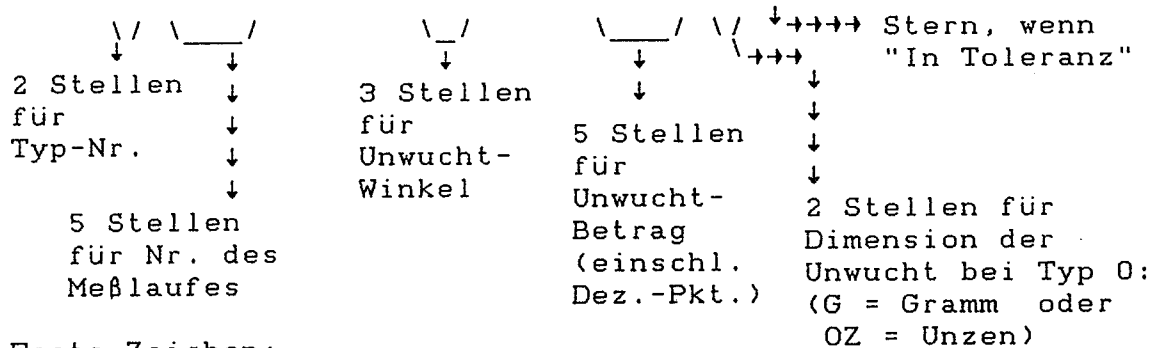 Stern, wenn
"In Toleranz"
2 Stellen
für
Typ-Nr.
5 Stellen
für Nr. des
Meßlaufes
3 Stellen
für
Unwucht-
Winkel
5 Stellen
für
Unwucht-
Betrag
(einschl.
Dez.-Pkt.)
2 Stellen für
Dimension der
Unwucht bei Typ 0:
(G = Gramm oder
OZ = Unzen)